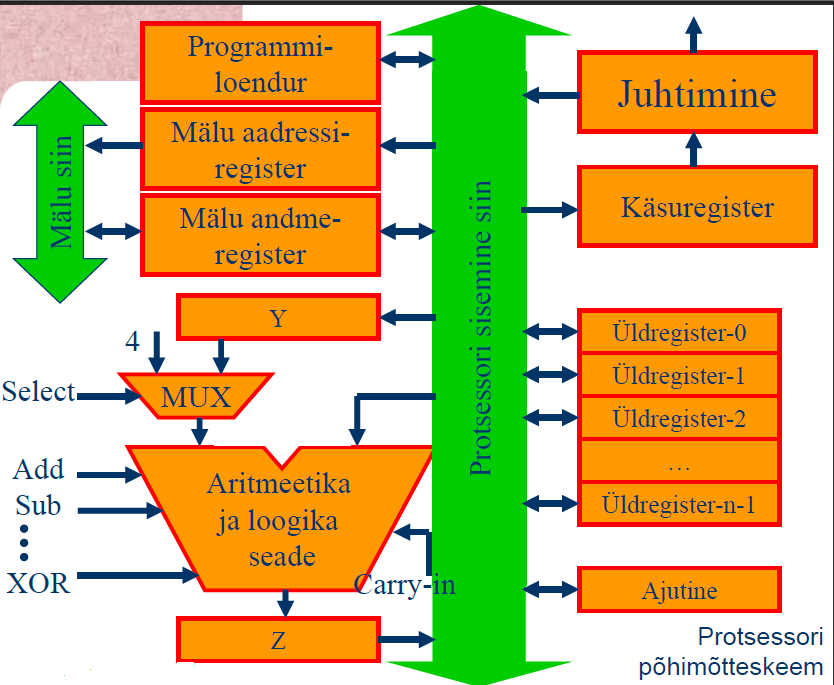 Programmi-
loendur
Mälu aadressi-
register
Mälu andme-
register
Mälu siin
Y
4
Select
MUX
Add
Sub
XOR
Aritmeetika
ja loogika
seade
Carry-in
Z
Protsessori sisemine siin
Juhtimine
Käsuregister
Üldregister-0
Üldregister-1
Üldregister-2
...
Üldregister-n-1
Ajutine
Protsessori
põhimõtteskeem